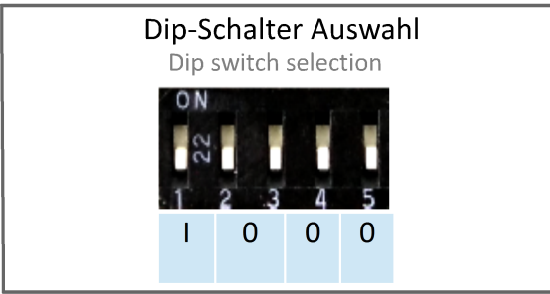 Dip-Schalter Auswahl
Dip switch selection
ON
22
1 2 3 4 5
I 0 0 0